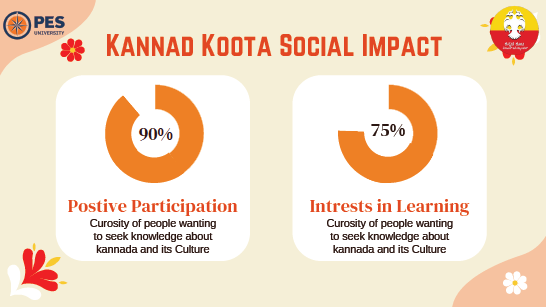 PES
UNIVERSITY
Kannad Koota Social Impact
90%
75%
Postive Participation
Curosity of people wanting
to seek knowledge about
kannada and its Culture
Intrests in Learning
Curosity of people wanting
to seek knowledge about
kannada and its Culture